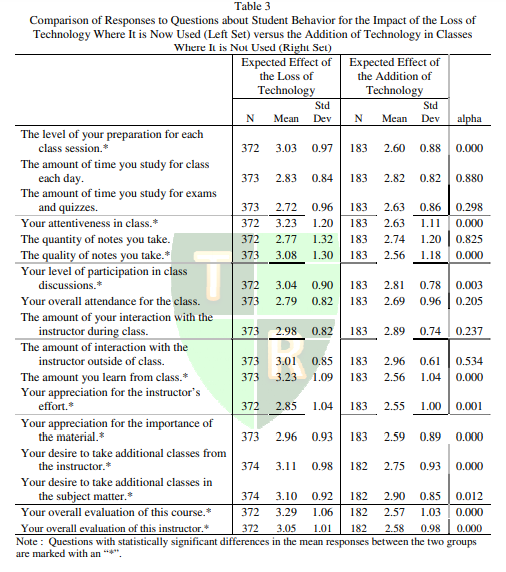 Table 3
Comparison of Responses to Questions about Student Behavior for the Impact of the Loss of
Technology Where It is Now Used (Left Set) versus the Addition of Technology in Classes
Where It is Not Used (Right Set)
Expected Effect of the Loss of Technology Expected Effect of the Addition of Technology
N Mean Std Dev N Mean Std Dev alpha
The level of your preparation for each
class session.* 372 3.03 0.97 183 2.60 0.88 0.000
The amount of time you study for class
each day. 373 2.83 0.84 183 2.82 0.82 0.880
The amount of time you study for exams
and quizzes. 373 2.72 0.96 183 2.63 0.86 0.298
Your attentiveness in class.* 372 3.23 1.20 183 2.63 1.11 0.000
The quantity of notes you take. 372 2.77 1.32 183 2.74 1.20 0.825
The quality of notes you take.* 373 3.08 1.30 183 2.56 1.18 0.000
Your level of participation in class
discussions.* 372 3.04 0.90 183 2.81 0.78 0.003
Your overall attendance for the class. 373 2.79 0.82 183 2.69 0.96 0.205
The amount of your interaction with the
instructor during class. 373 2.98 0.82 183 2.89 0.74 0.237
The amount of interaction with the
instructor outside of class. 373 3.01 0.85 183 2.96 0.61 0.534
The amount you learn from class.* 373 3.23 1.09 183 2.56 1.04 0.000
Your appreciation for the instructor's
effort.* 372 2.85 1.04 183 2.55 1.00 0.001
Your appreciation for the importance of
the material.* 373 2.96 0.93 183 2.59 0.89 0.000
Your desire to take additional classes from
the instructor.* 374 3.11 0.98 182 2.75 0.93 0.000
Your desire to take additional classes in
the subject matter.* 374 3.10 0.92 182 2.90 0.85 0.012
Your overall evaluation of this course.* 372 3.29 1.06 182 2.57 1.03 0.000
Your overall evaluation of this instructor.* 372 3.05 1.01 182 2.58 0.98 0.000
Note : Questions with statistically significant differences in the mean responses between the two groups
are marked with an "*".
T
R